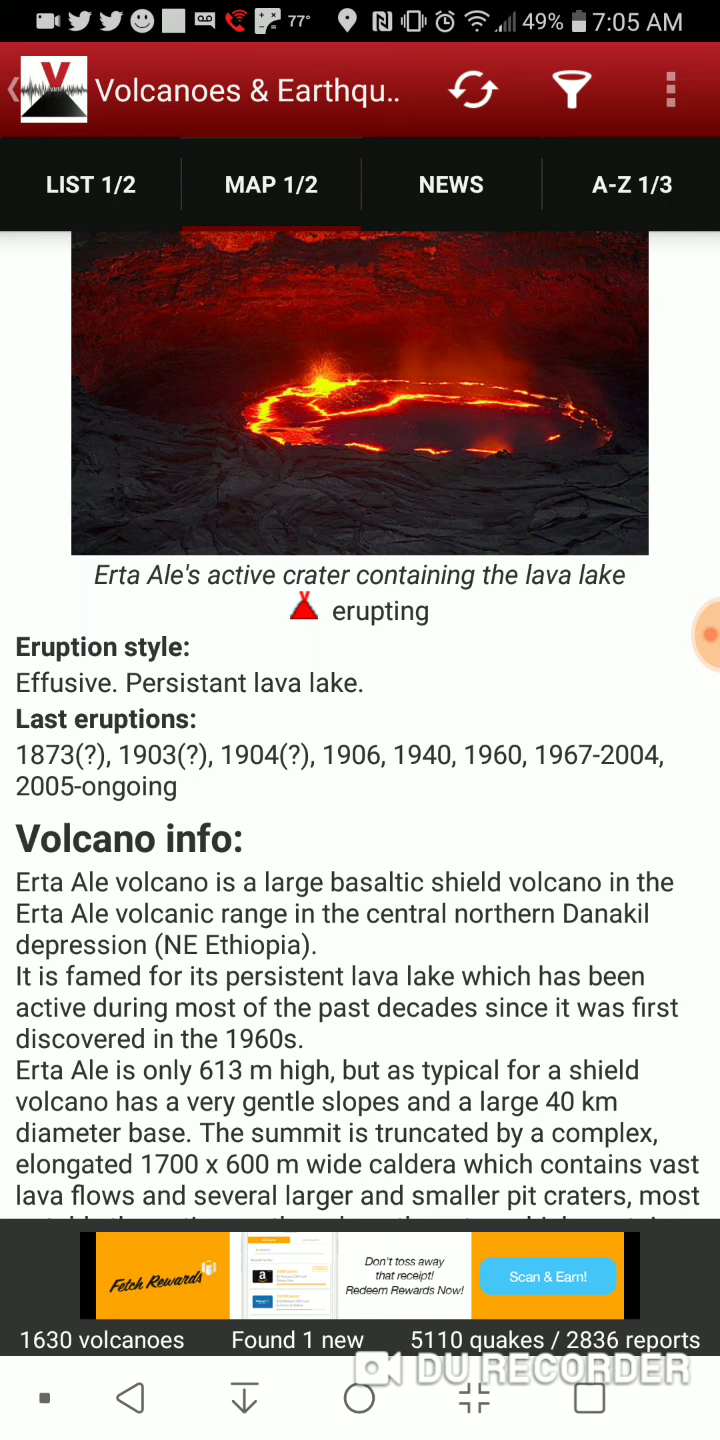 77° 49% 7:05 AM
Volcanoes & Earthqu..
LIST 1/2 MAP 1/2 NEWS A-Z 1/3
Erta Ale's active crater containing the lava lake
erupting
Eruption style:
Effusive. Persistant lava lake.
Last eruptions:
1873(?), 1903(?), 1904(?), 1906, 1940, 1960, 1967-2004,
2005-ongoing
Volcano info:
Erta Ale volcano is a large basaltic shield volcano in the
Erta Ale volcanic range in the central northern Danakil
depression (NE Ethiopia).
It is famed for its persistent lava lake which has been
active during most of the past decades since it was first
discovered in the 1960s.
Erta Ale is only 613 m high, but as typical for a shield
volcano has a very gentle slopes and a large 40 km
diameter base. The summit is truncated by a complex,
elongated 1700 x 600 m wide caldera which contains vast
lava flows and several larger and smaller pit craters, most
Fetch Rewards
Don't toss away
that receipt!
Redeem Rewards Now!
Scan & Earn!
1630 volcanoes Found 1 new 5110 quakes / 2836 reports
DU RECORDER